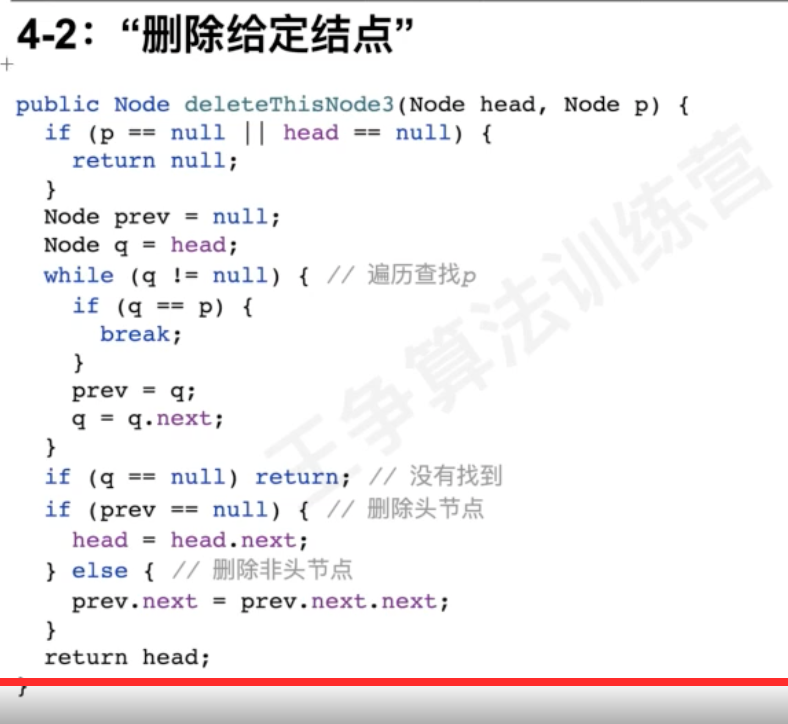 4-2：“删除给定结点”
public Node deleteThisNode3(Node head, Node p) {
  if (p == null || head == null) {
    return null;
  }
  Node prev = null;
  Node q = head;
  while (q != null) { // 遍历查找p
    if (q == p) {
      break;
    }
    prev = q;
    q = q.next;
  }
  if (q == null) return; // 没有找到
  if (prev == null) { // 删除头节点
    head = head.next;
  } else { // 删除非头节点
    prev.next = prev.next.next;
  }
  return head;
}
王争算法训练营